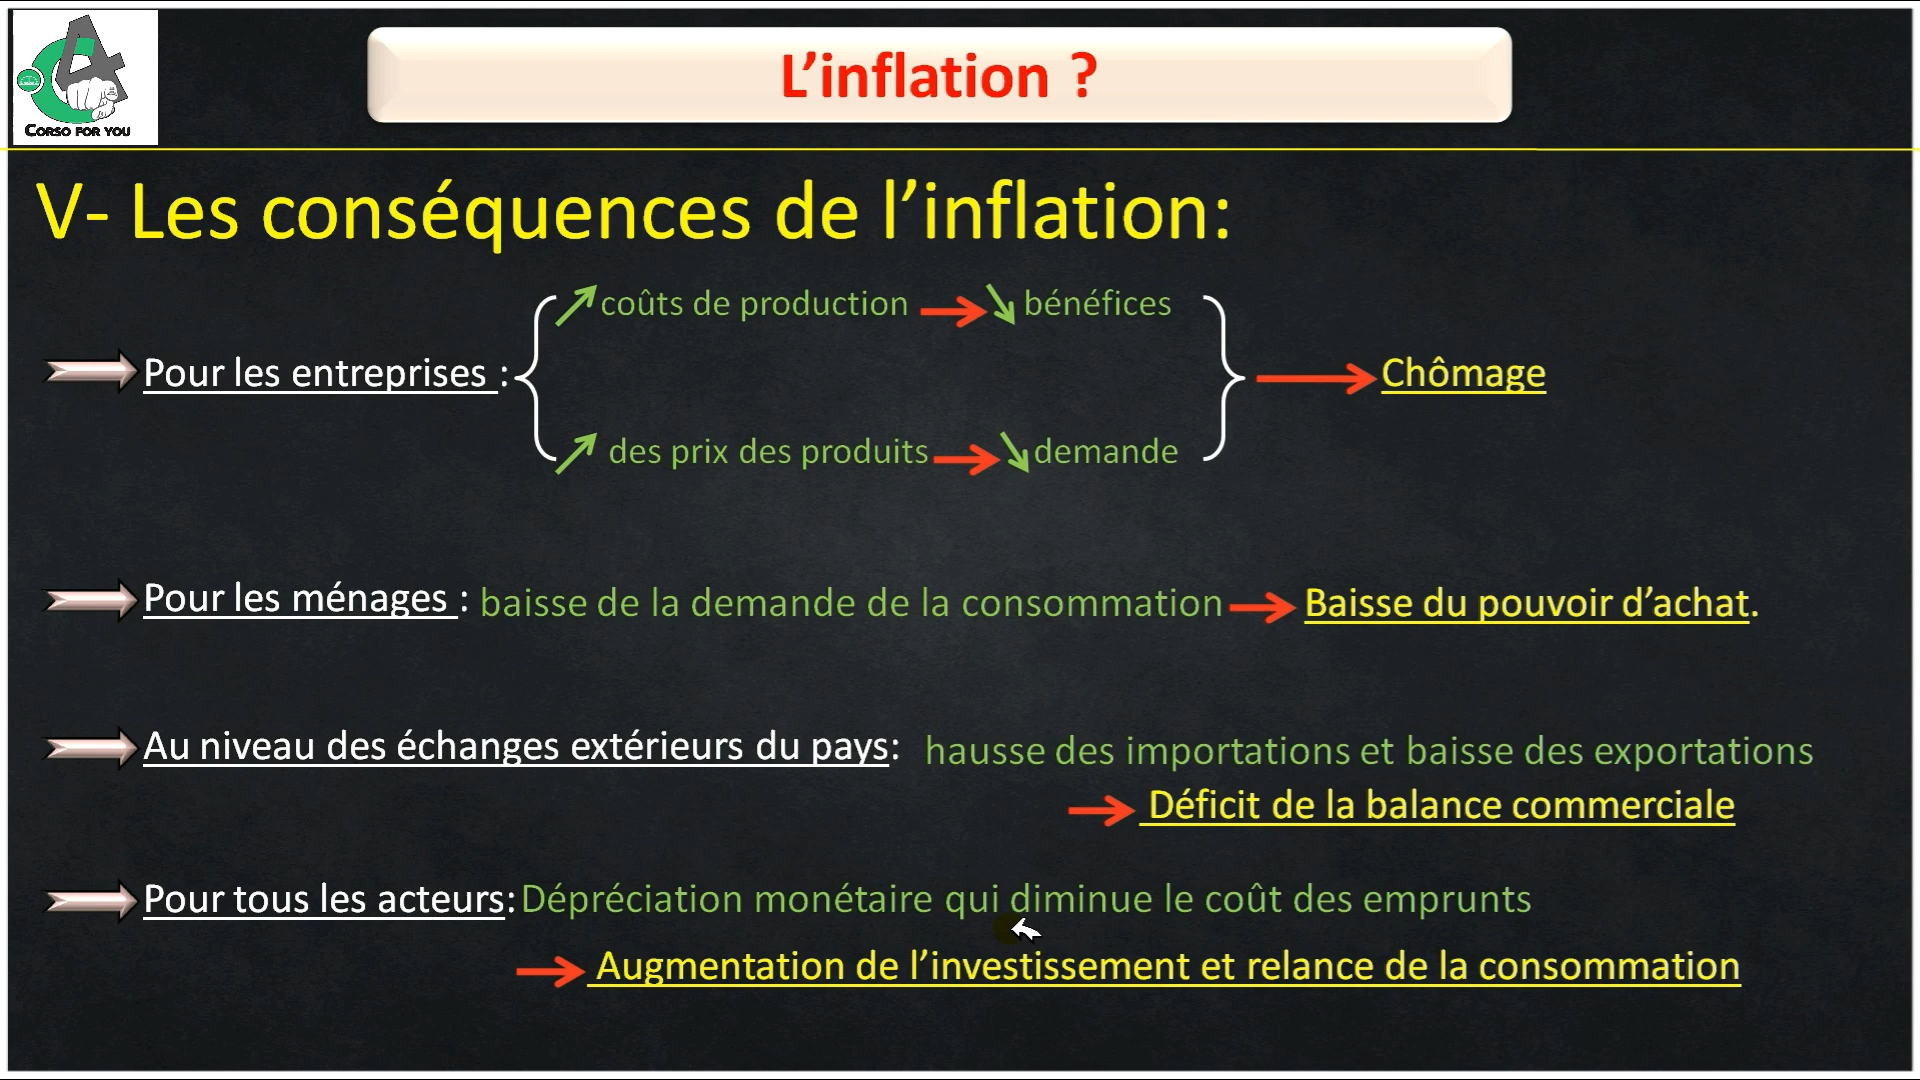 CORSO FOR YOU
L’inflation ?
V- Les conséquences de l’inflation:
coûts de production
bénéfices
Pour les entreprises :
Chômage
des prix des produits
demande
Pour les ménages : baisse de la demande de la consommation Baisse du pouvoir d’achat.
Au niveau des échanges extérieurs du pays: hausse des importations et baisse des exportations
Déficit de la balance commerciale
Pour tous les acteurs: Dépréciation monétaire qui diminue le coût des emprunts
Augmentation de l’investissement et relance de la consommation